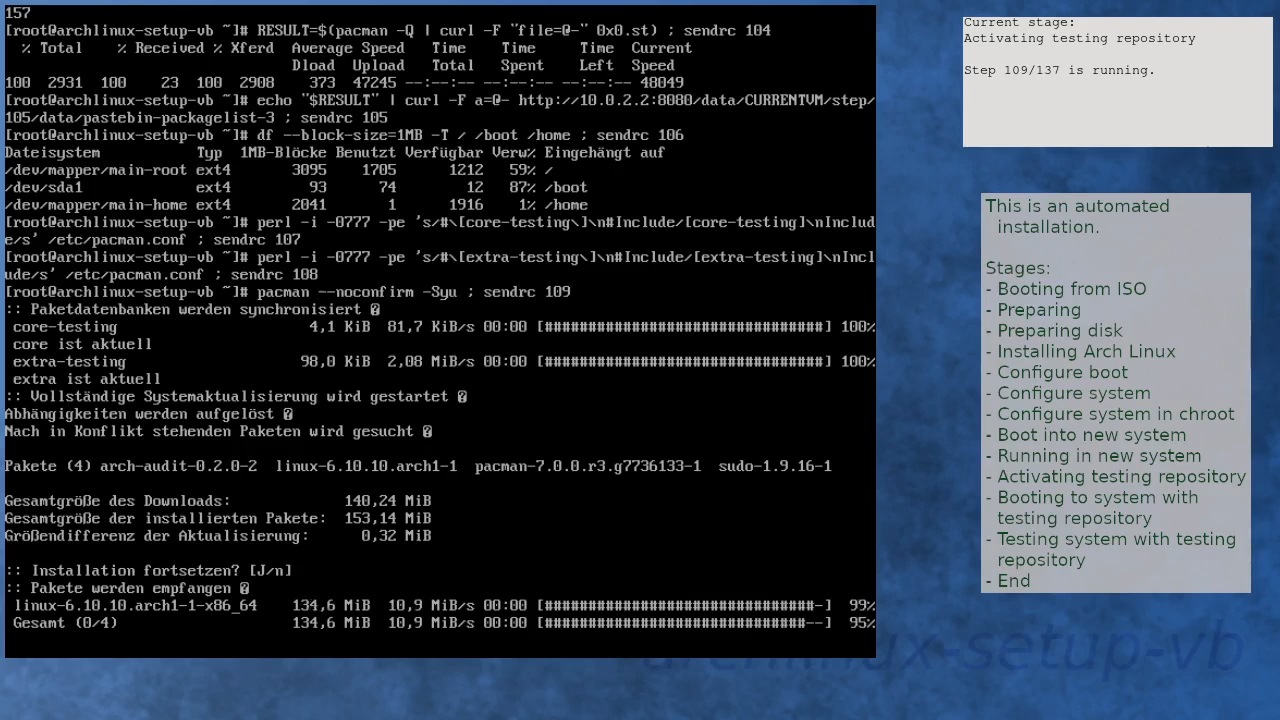 157
[root@archlinux-setup-vb ~]# RESULT=$(pacman -Q | curl -F "file=@-" 0x0.st) ; sendrc 104
  % Total    % Received % Xferd  Average Speed   Time    Time     Time  Current
                                 Dload  Upload   Total   Spent    Left  Speed
100  2931  100    23  100  2908    373  47245 --:--:-- --:--:-- --:--:-- 48049
[root@archlinux-setup-vb ~]# echo "$RESULT" | curl -F a=@- http://10.0.2.2:8080/data/CURRENTVM/step/
105/data/pastebin-packagelist-3 ; sendrc 105
[root@archlinux-setup-vb ~]# df --block-size=1MB -T / /boot /home ; sendrc 106
Dateisystem           Typ  1MB-Blöcke Benutzt Verfügbar Verw% Eingehängt auf
/dev/mapper/main-root ext4       3095    1705      1212   59% /
/dev/sda1             ext4         93      74        12   87% /boot
/dev/mapper/main-home ext4       2041       1      1916    1% /home
[root@archlinux-setup-vb ~]# perl -i -0777 -pe 's/#\[core-testing\]\n#Include/[core-testing]\nInclud
e/s' /etc/pacman.conf ; sendrc 107
[root@archlinux-setup-vb ~]# perl -i -0777 -pe 's/#\[extra-testing\]\n#Include/[extra-testing]\nIncl
ude/s' /etc/pacman.conf ; sendrc 108
[root@archlinux-setup-vb ~]# pacman --noconfirm -Syu ; sendrc 109
:: Paketdatenbanken werden synchronisiert �
 core-testing                      4,1 KiB  81,7 KiB/s 00:00 [################################] 100%
 core ist aktuell
 extra-testing                    98,0 KiB  2,08 MiB/s 00:00 [################################] 100%
 extra ist aktuell
:: Vollständige Systemaktualisierung wird gestartet �
Abhängigkeiten werden aufgelöst �
Nach in Konflikt stehenden Paketen wird gesucht �
Pakete (4) arch-audit-0.2.0-2  linux-6.10.10.arch1-1  pacman-7.0.0.r3.g7736133-1  sudo-1.9.16-1
Gesamtgröße des Downloads:             140,24 MiB
Gesamtgröße der installierten Pakete:  153,14 MiB
Größendifferenz der Aktualisierung:      0,32 MiB
:: Installation fortsetzen? [J/n]
:: Pakete werden empfangen �
 linux-6.10.10.arch1-1-x86_64    134,6 MiB  10,9 MiB/s 00:00 [###############################-]  99%
 Gesamt (0/4)                    134,6 MiB  10,9 MiB/s 00:00 [##############################--]  95%
Current stage:
Activating testing repository
Step 109/137 is running.
This is an automated
installation.
Stages:
- Booting from ISO
- Preparing
- Preparing disk
- Installing Arch Linux
- Configure boot
- Configure system
- Configure system in chroot
- Boot into new system
- Running in new system
- Activating testing repository
- Booting to system with
testing repository
- Testing system with testing
repository
- End
archlinux-setup-vb